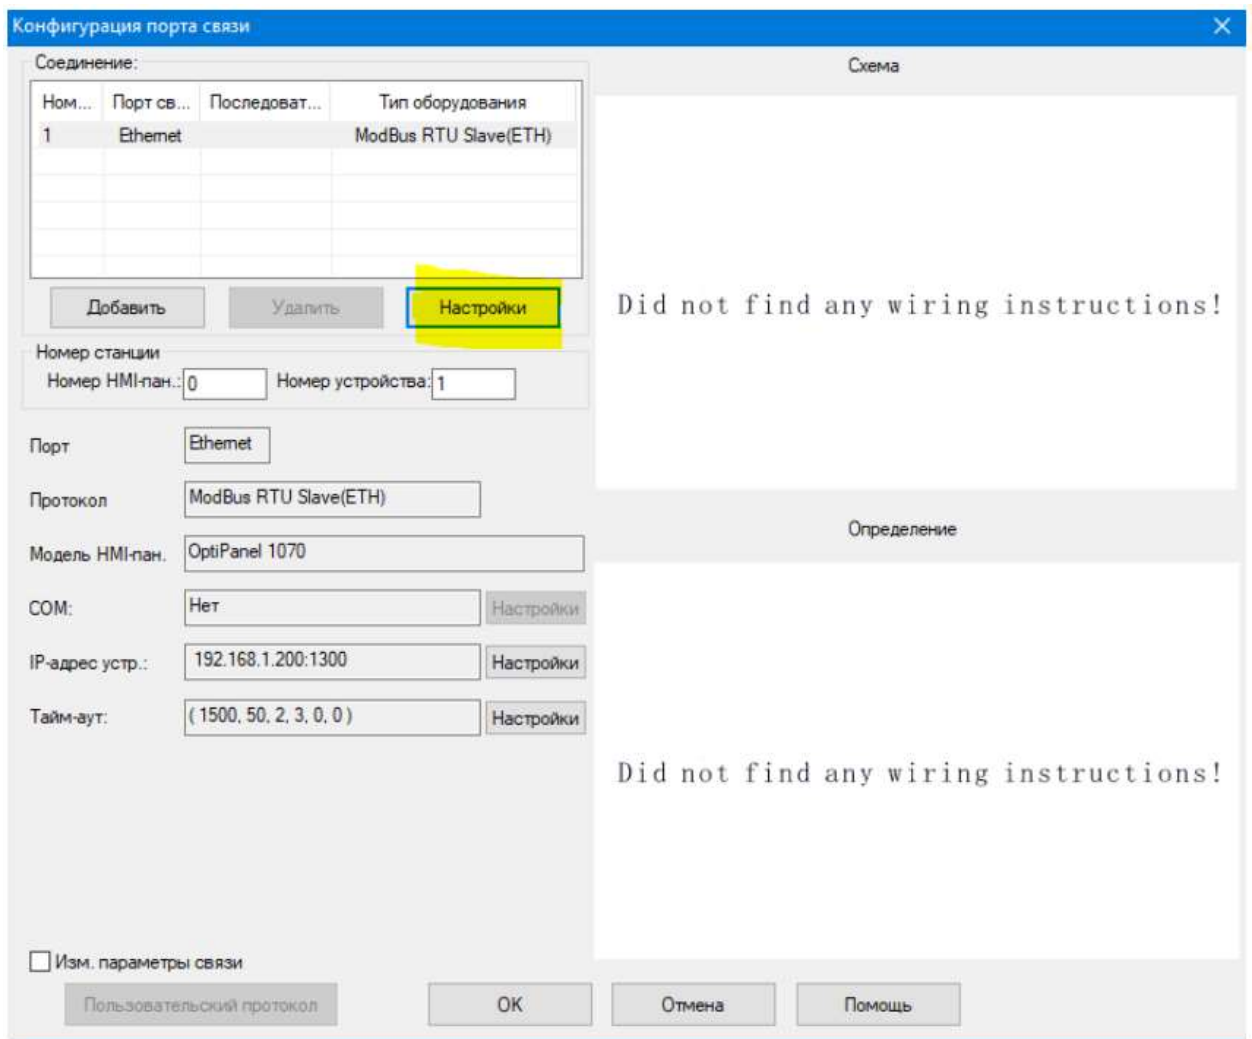 Конфигурация порта связи
Соединение:
Ном... Порт св... Последоват... Тип оборудования
1 Ethernet ModBus RTU Slave(ETH)
Добавить Удалить Настройки
Номер станции
Номер HMI-пан.: 0 Номер устройства: 1
Порт Ethernet
Протокол ModBus RTU Slave(ETH)
Модель HMI-пан. OptiPanel 1070
COM: Нет Настройки
IP-адрес устр.: 192.168.1.200:1300 Настройки
Тайм-аут: ( 1500, 50, 2, 3, 0, 0 ) Настройки
Изм. параметры связи
Пользовательский протокол OK Отмена Помощь
Схема
Did not find any wiring instructions!
Определение
Did not find any wiring instructions!